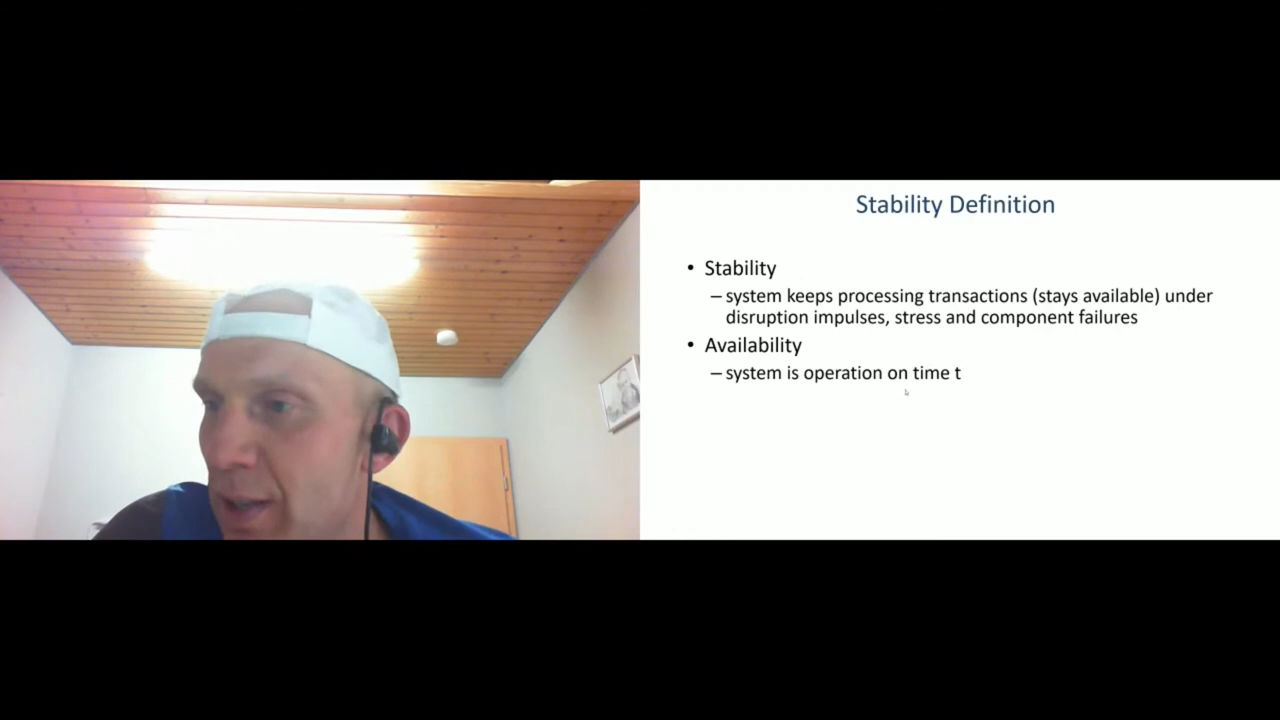 Stability Definition
• Stability
– system keeps processing transactions (stays available) under
disruption impulses, stress and component failures
• Availability
– system is operation on time t